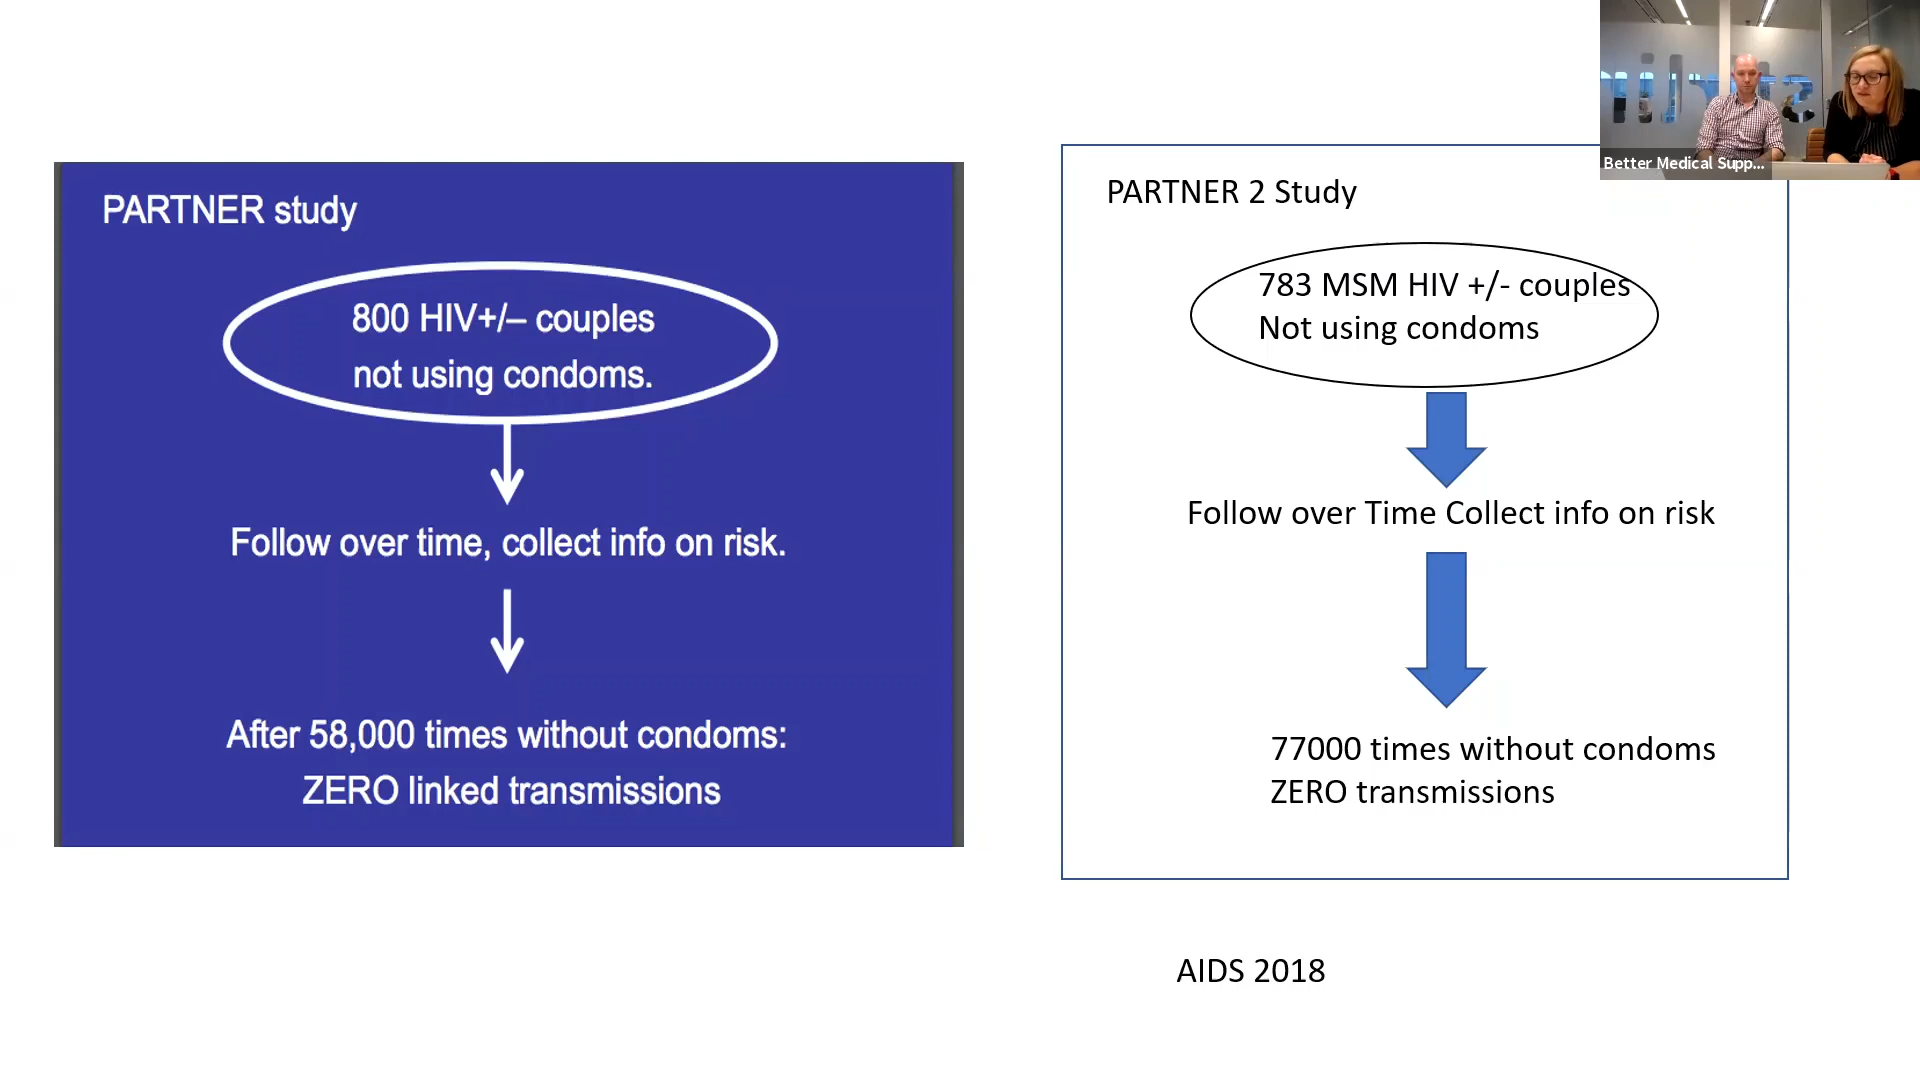 PARTNER study
800 HIV+/– couples
not using condoms.
Follow over time, collect info on risk.
After 58,000 times without condoms:
ZERO linked transmissions
PARTNER 2 Study
783 MSM HIV +/- couples
Not using condoms
Follow over Time Collect info on risk
77000 times without condoms
ZERO transmissions
AIDS 2018
Better Medical Supp...